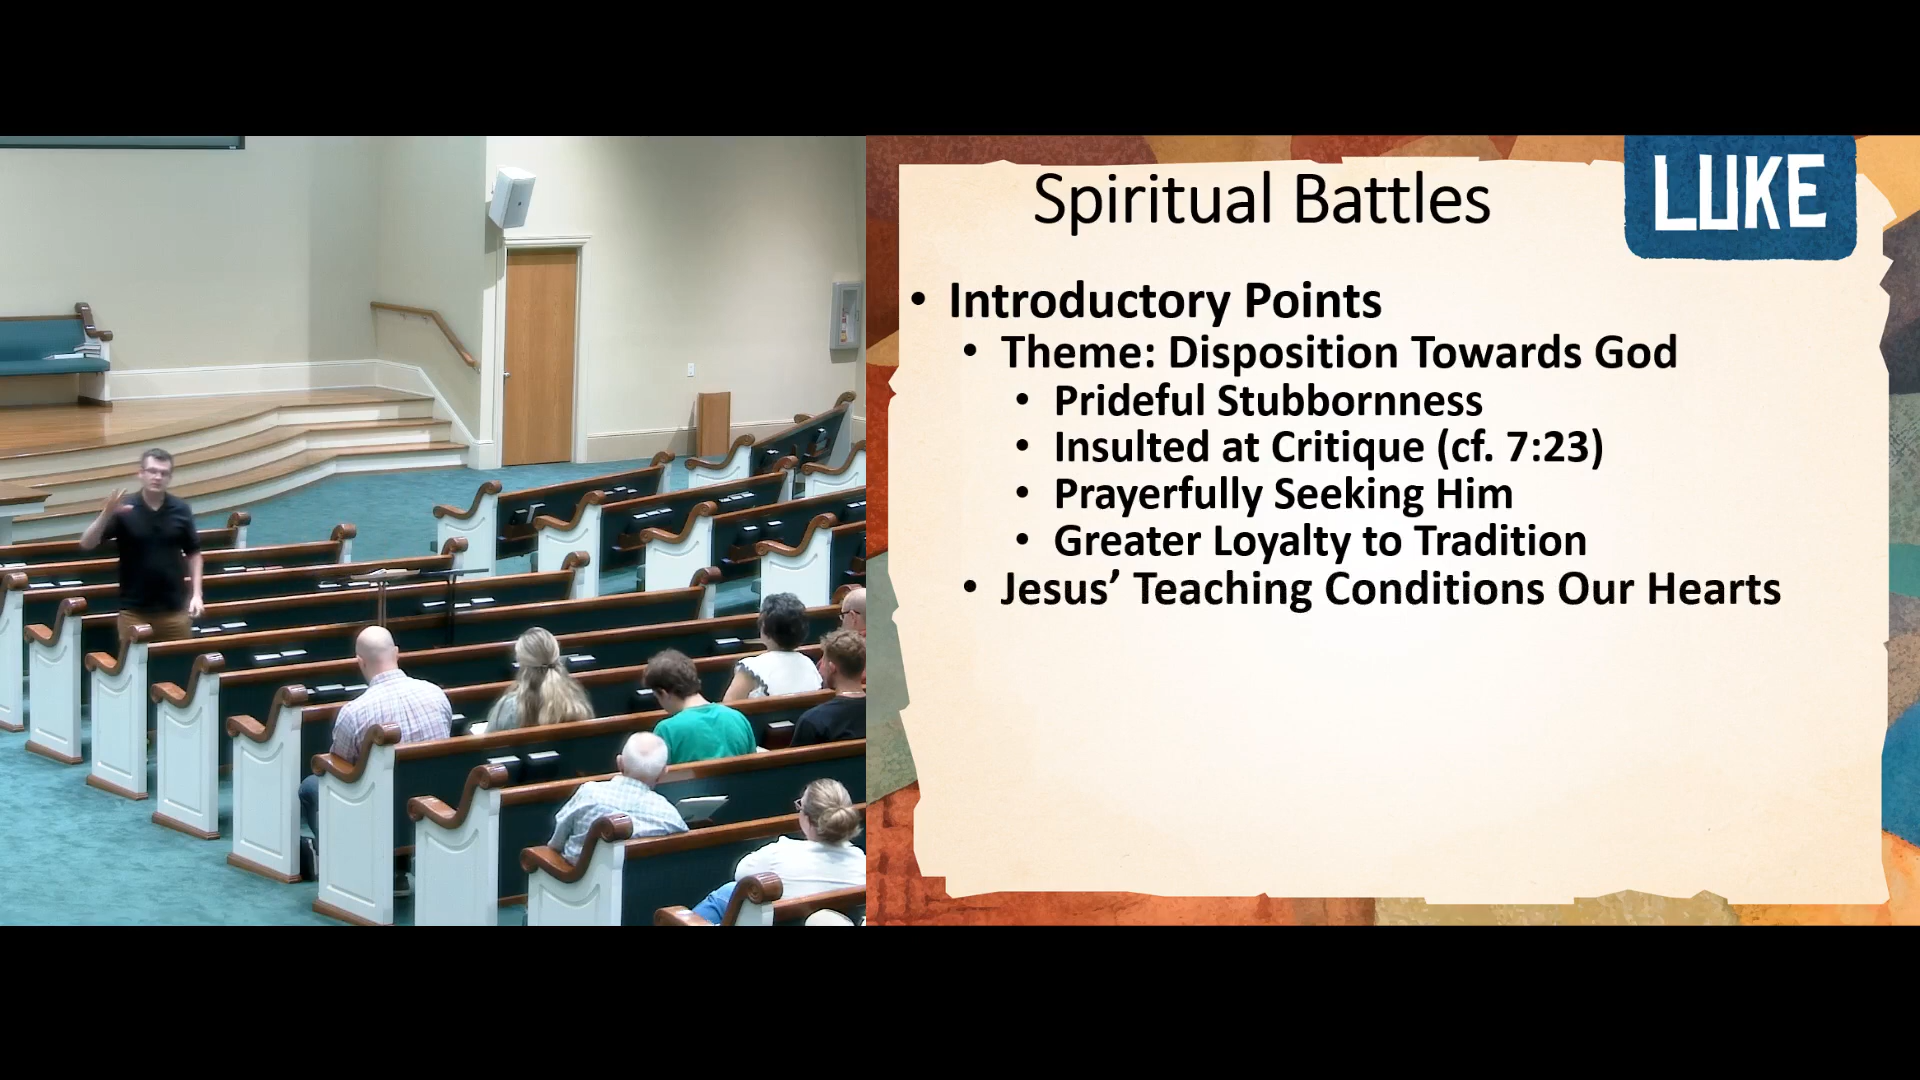 Spiritual Battles
LUKE
• Introductory Points
• Theme: Disposition Towards God
• Prideful Stubbornness
• Insulted at Critique (cf. 7:23)
• Prayerfully Seeking Him
• Greater Loyalty to Tradition
• Jesus’ Teaching Conditions Our Hearts